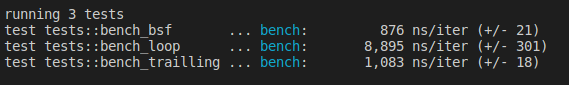 running 3 tests
test tests::bench_bsf ... bench: 876 ns/iter (+/- 21)
test tests::bench_loop ... bench: 8,895 ns/iter (+/- 301)
test tests::bench_trailling ... bench: 1,083 ns/iter (+/- 18)